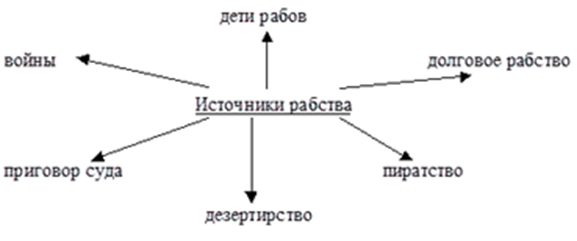 дети рабов
войны
долговое рабство
Источники рабства
приговор суда
пиратство
дезертирство